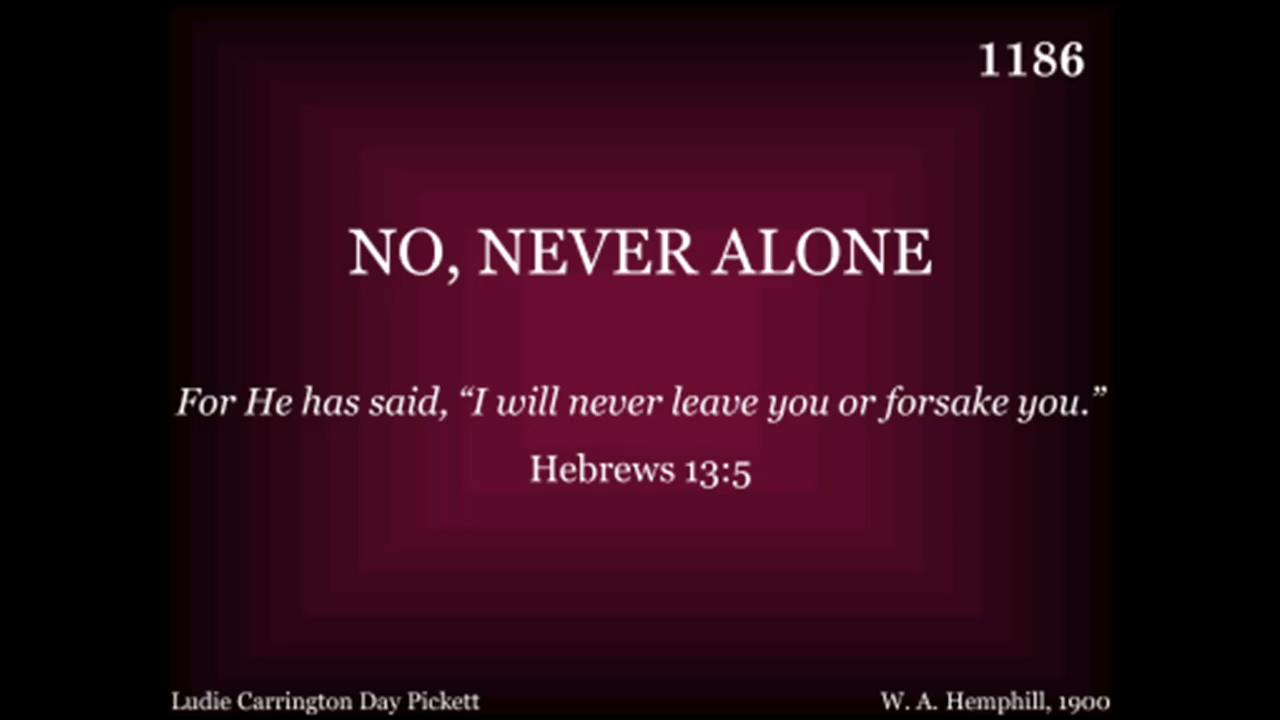 1186
NO, NEVER ALONE
For He has said, “I will never leave you or forsake you.”
Hebrews 13:5
Ludie Carrington Day Pickett
W. A. Hemphill, 1900